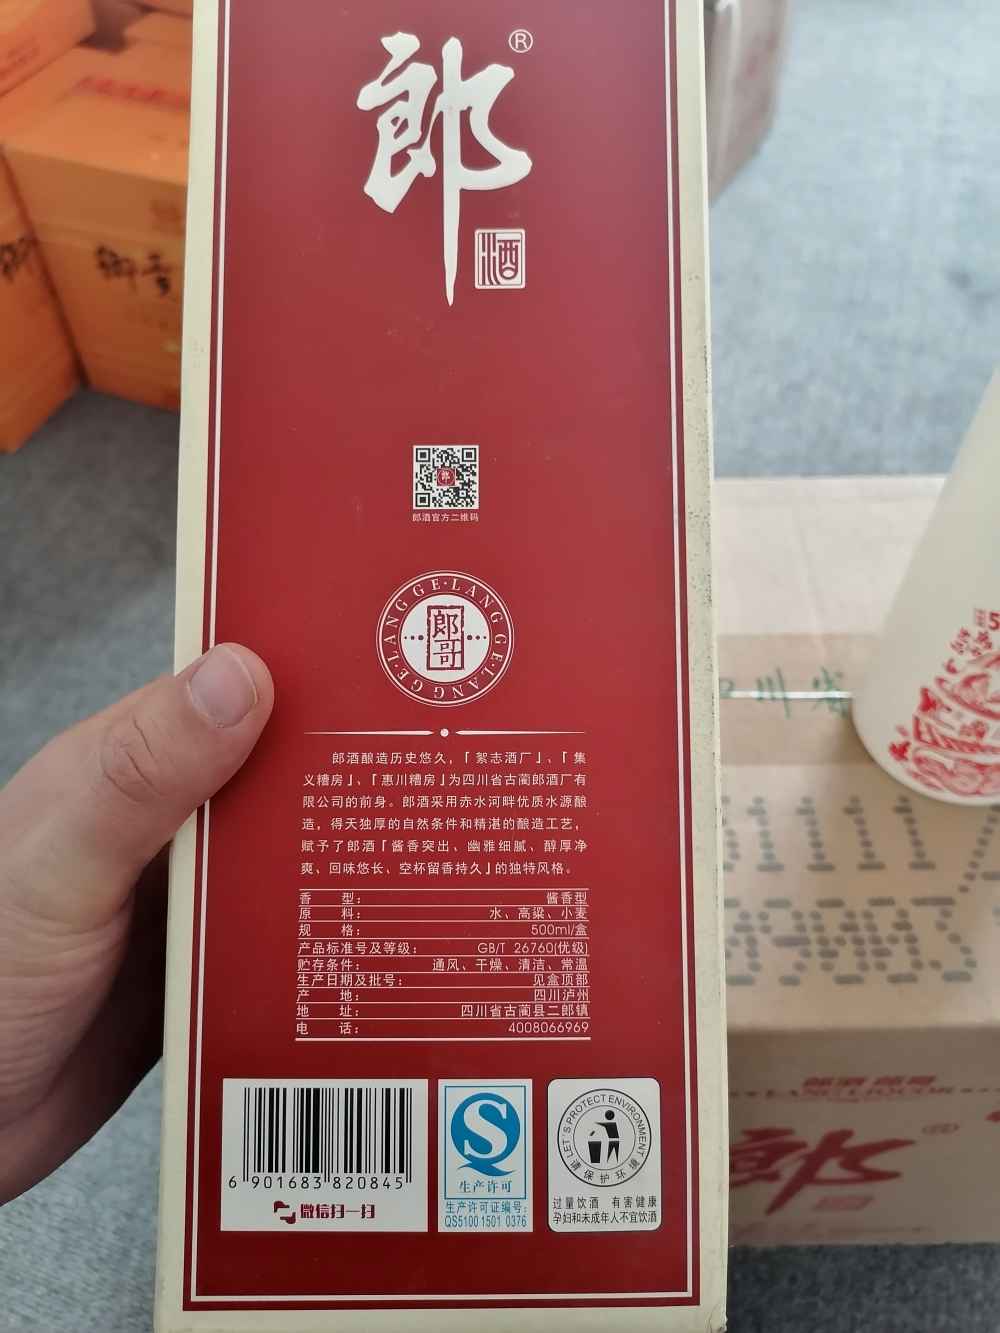 郎®
酒
郎酒官方二维码
LANG GE·LANG GE·LANG GE·
郎哥
郎酒酿造历史悠久，「絮志酒厂」、「集
义糟房」、「惠川糟房」为四川省古蔺郎酒厂有
限公司的前身。郎酒采用赤水河畔优质水源酿
造，得天独厚的自然条件和精湛的酿造工艺，
赋予了郎酒「酱香突出、幽雅细腻、醇厚净
爽、回味悠长、空杯留香持久」的独特风格。
香 型： 酱香型
原 料： 水、高粱、小麦
规 格： 500ml/盒
产品标准号及等级： GB/T 26760(优级)
贮存条件： 通风、干燥、清洁、常温
生产日期及批号： 见盒顶部
产 地： 四川泸州
地 址： 四川省古蔺县二郎镇
电 话： 4008066969
6 901683 820845
微信扫一扫
QS
生产许可
生产许可证编号：
QS5100 1501 0376
LET'S PROTECT ENVIRONMENT
请保护环境
过量饮酒 有害健康
孕妇和未成年人不宜饮酒
川省
郎